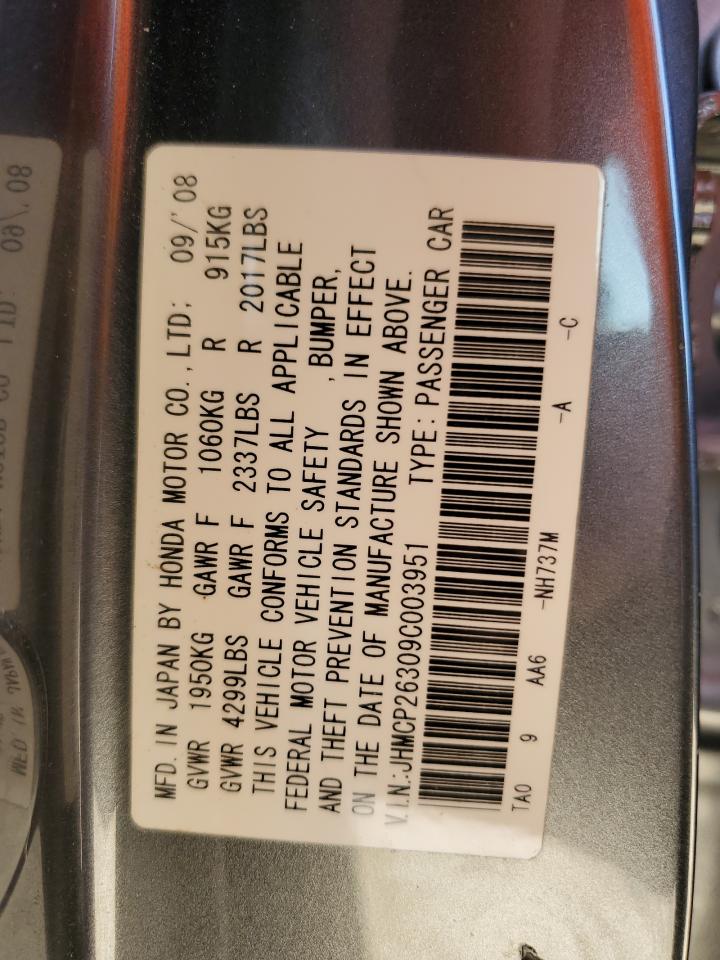 MFD. IN JAPAN BY HONDA MOTOR CO.,LTD; 09/'08
GVWR 1950KG GAWR F 1060KG R 915KG
GVWR 4299LBS GAWR F 2337LBS R 2017LBS
THIS VEHICLE CONFORMS TO ALL APPLICABLE
FEDERAL MOTOR VEHICLE SAFETY , BUMPER,
AND THEFT PREVENTION STANDARDS IN EFFECT
ON THE DATE OF MANUFACTURE SHOWN ABOVE.
V.I.N.:JHMCP26309C003951 TYPE: PASSENGER CAR
TA0 9 AA6 -NH737M -A -C